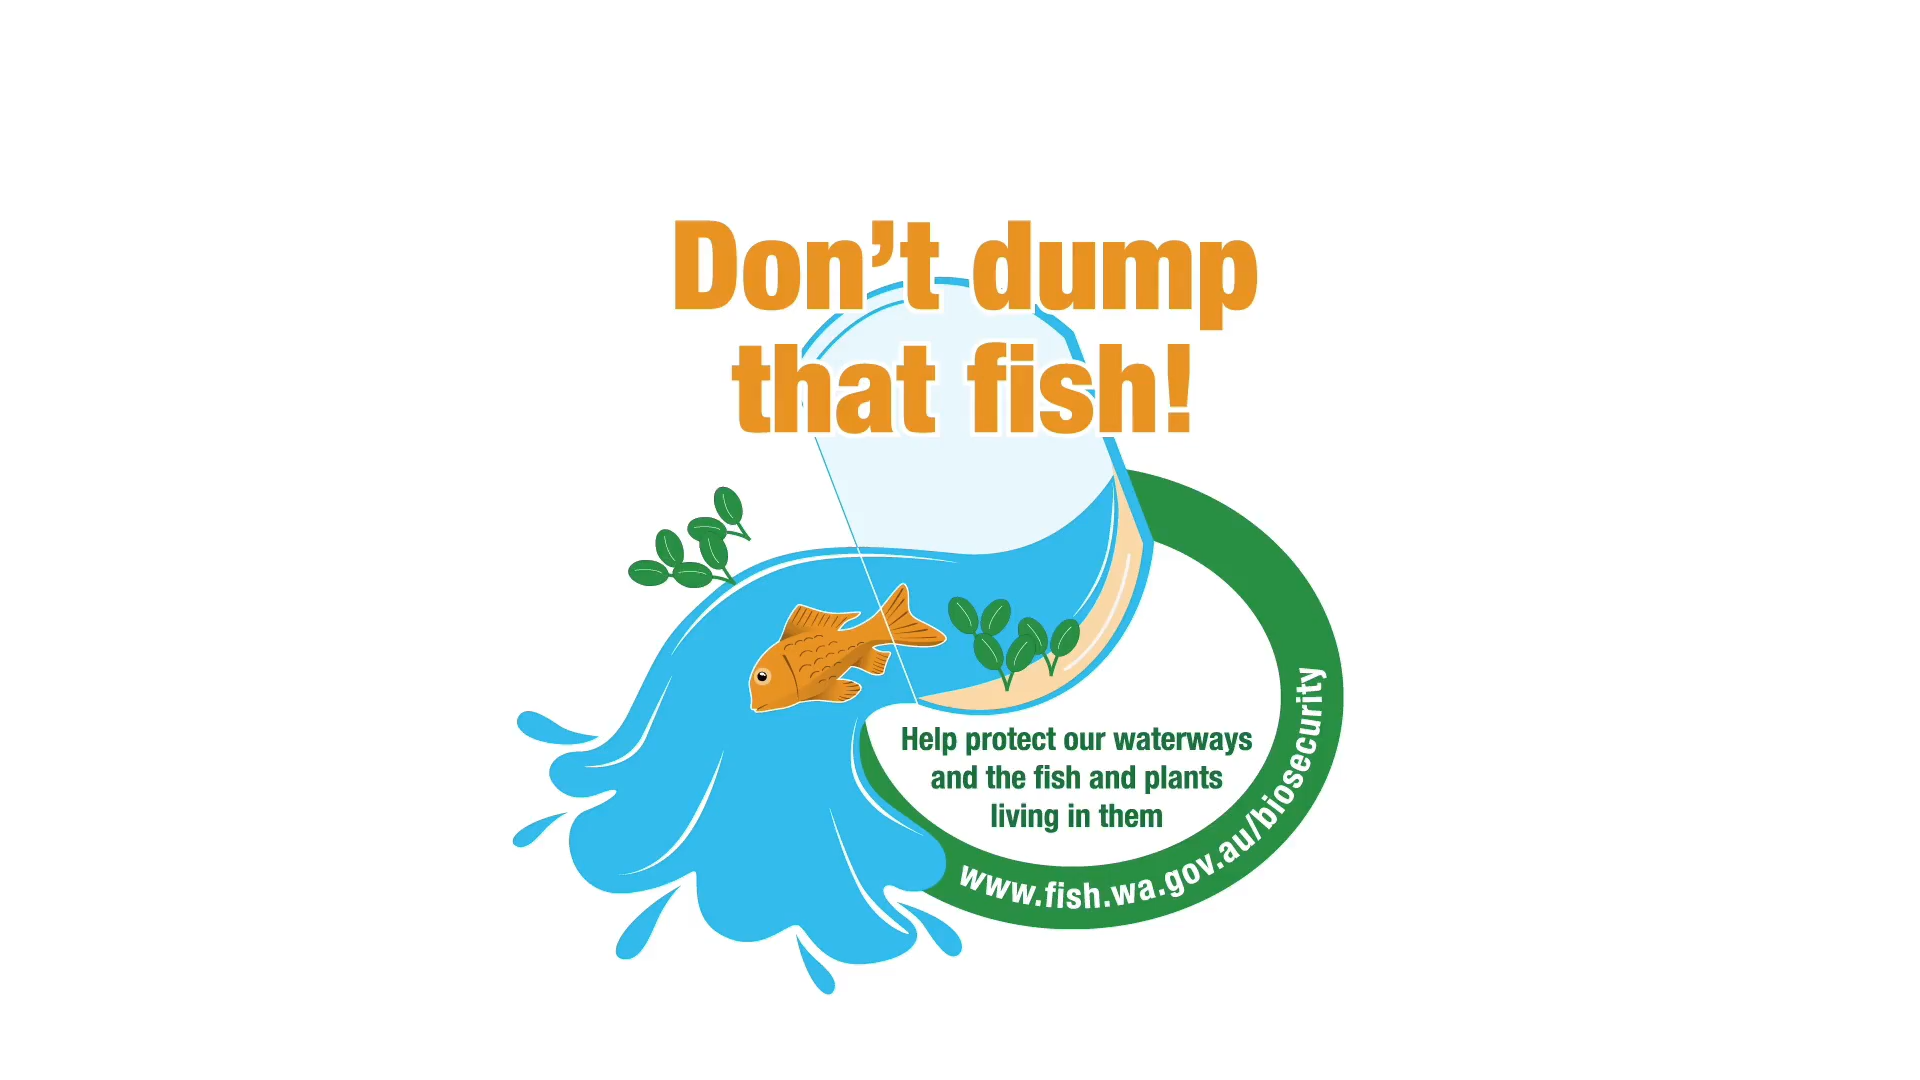 Don’t dump
that fish!
Help protect our waterways
and the fish and plants
living in them
www.fish.wa.gov.au/biosecurity